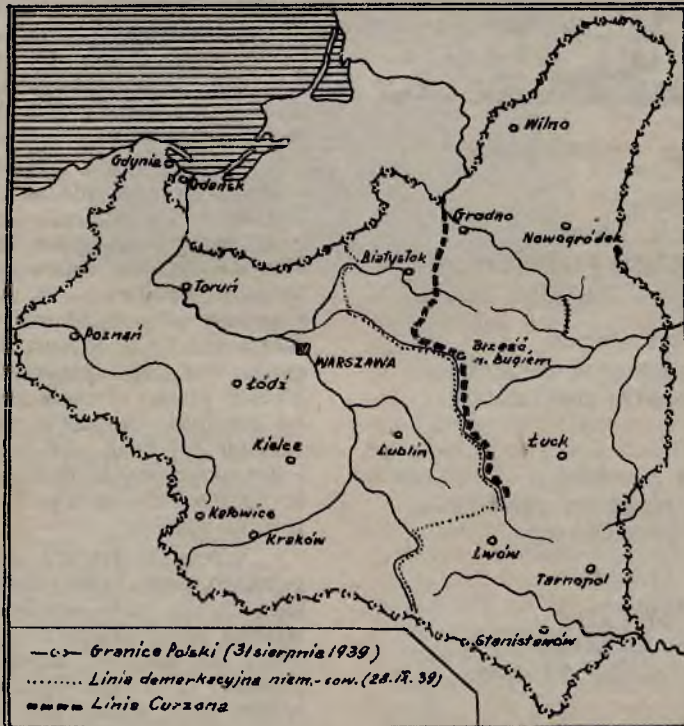 Wilno
Gdynia
Gdańsk
Grodno
Nowogródek
Białystok
Toruń
Poznań
WARSZAWA
Brześć
n. Bugiem
Łódź
Kielce
Lublin
Łuck
Katowice
Kraków
Lwów
Tarnopol
Stanisławów
Granice Polski (31 sierpnia 1939)
Linia demarkacyjna niem.-sow. (28.IX.39)
Linia Curzona